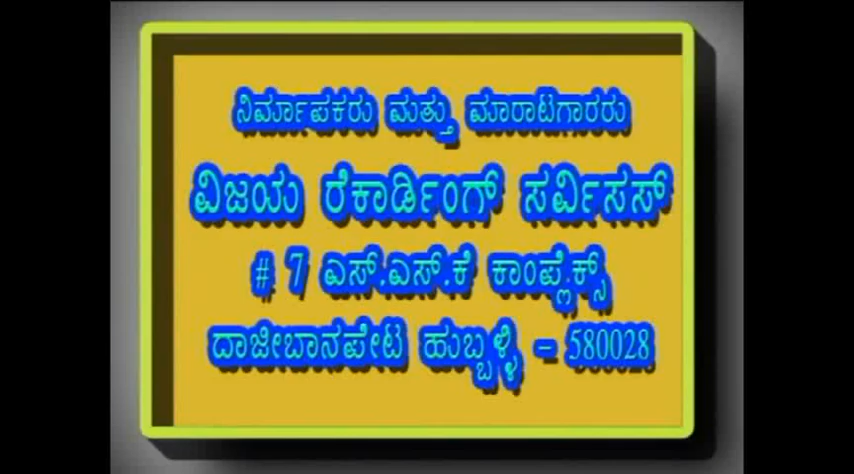 ನಿರ್ಮಾಪಕರು ಮತ್ತು ಮಾರಾಟಗಾರರು
ವಿಜಯ ರೆಕಾರ್ಡಿಂಗ್ ಸರ್ವಿಸಸ್
# 7 ಎಸ್.ಎಸ್.ಕೆ ಕಾಂಪ್ಲೆಕ್ಸ್
ದಾಜೀಬಾನಪೇಟ ಹುಬ್ಬಳ್ಳಿ - 580028